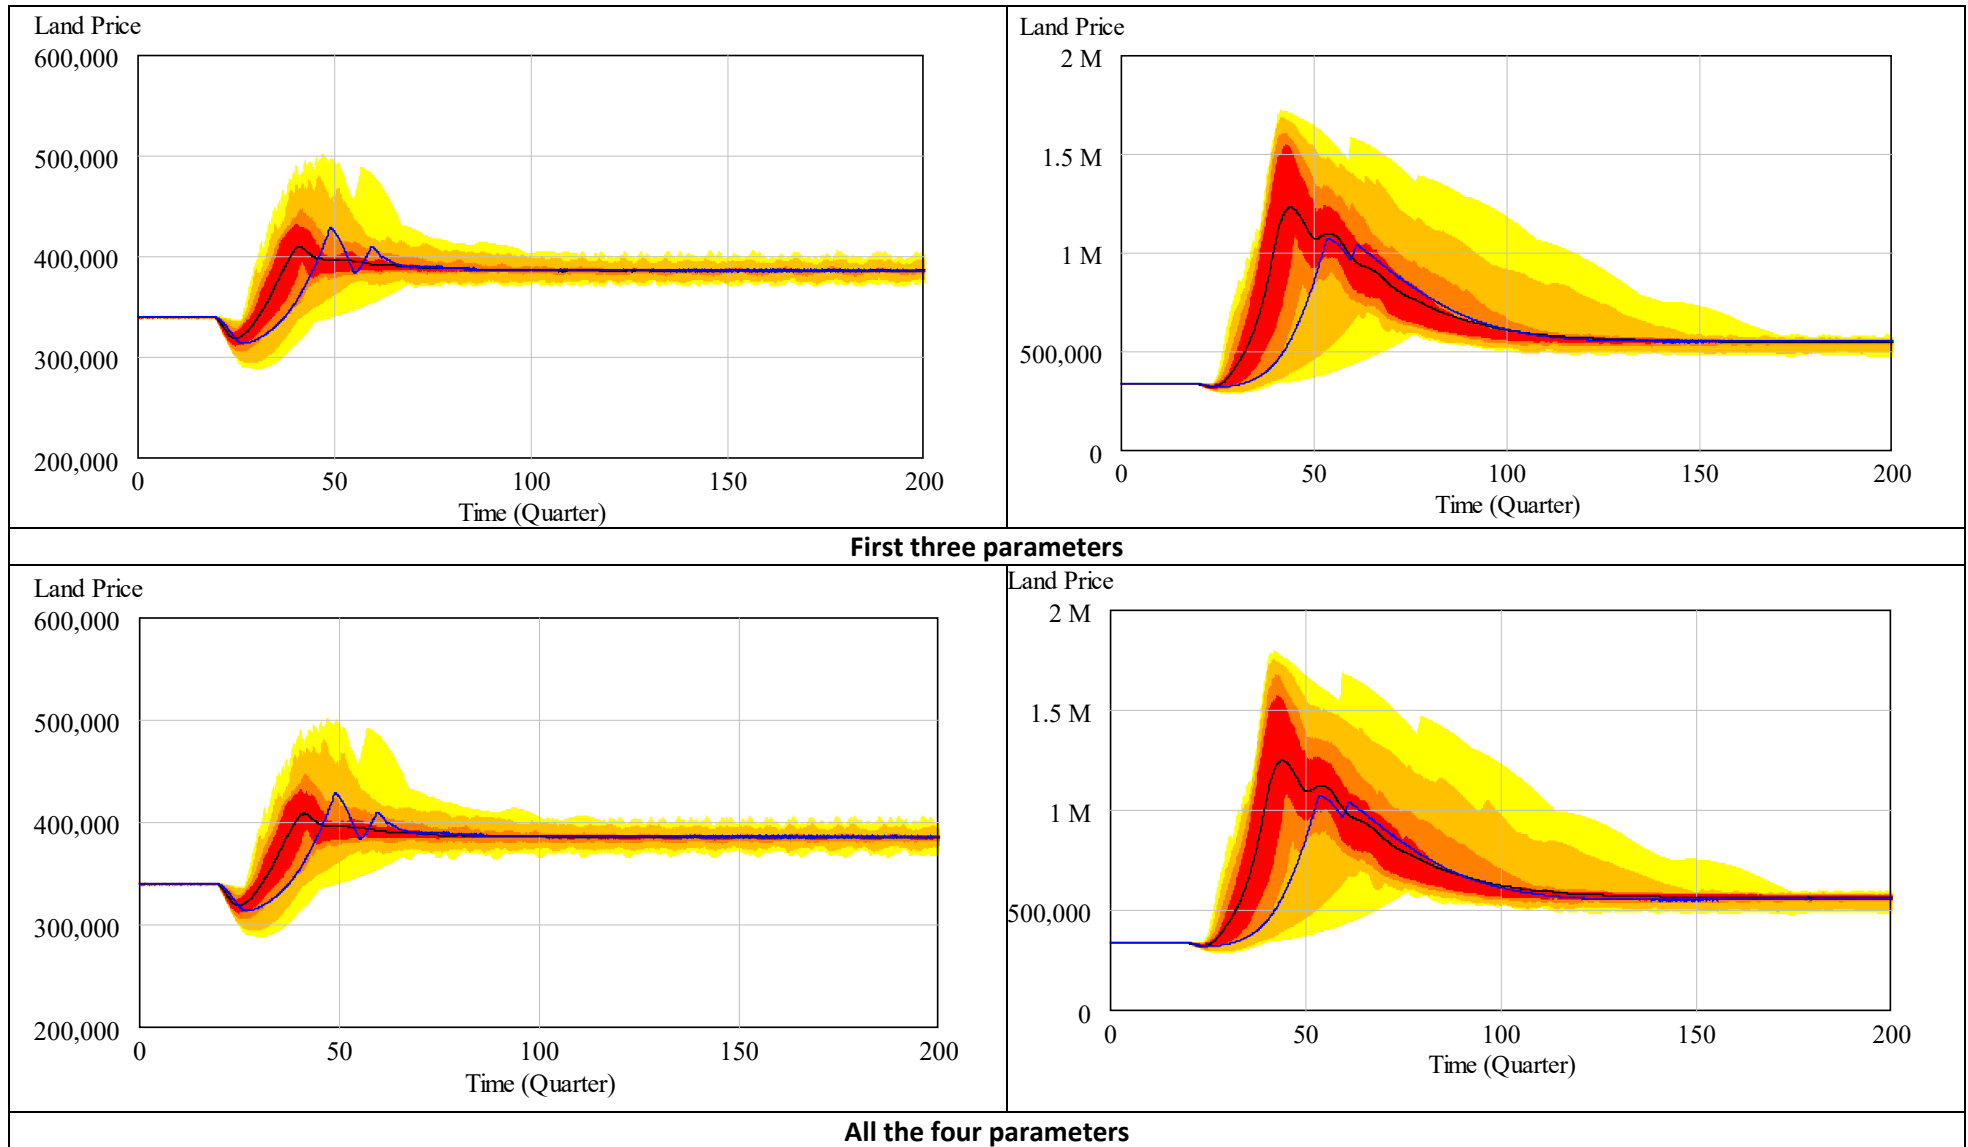 Land Price
600,000
500,000
400,000
300,000
200,000
0 50 100 150 200
Time (Quarter)
Land Price
2 M
1.5 M
1 M
500,000
0
0 50 100 150 200
Time (Quarter)
First three parameters
Land Price
600,000
500,000
400,000
300,000
200,000
0 50 100 150 200
Time (Quarter)
Land Price
2 M
1.5 M
1 M
500,000
0
0 50 100 150 200
Time (Quarter)
All the four parameters